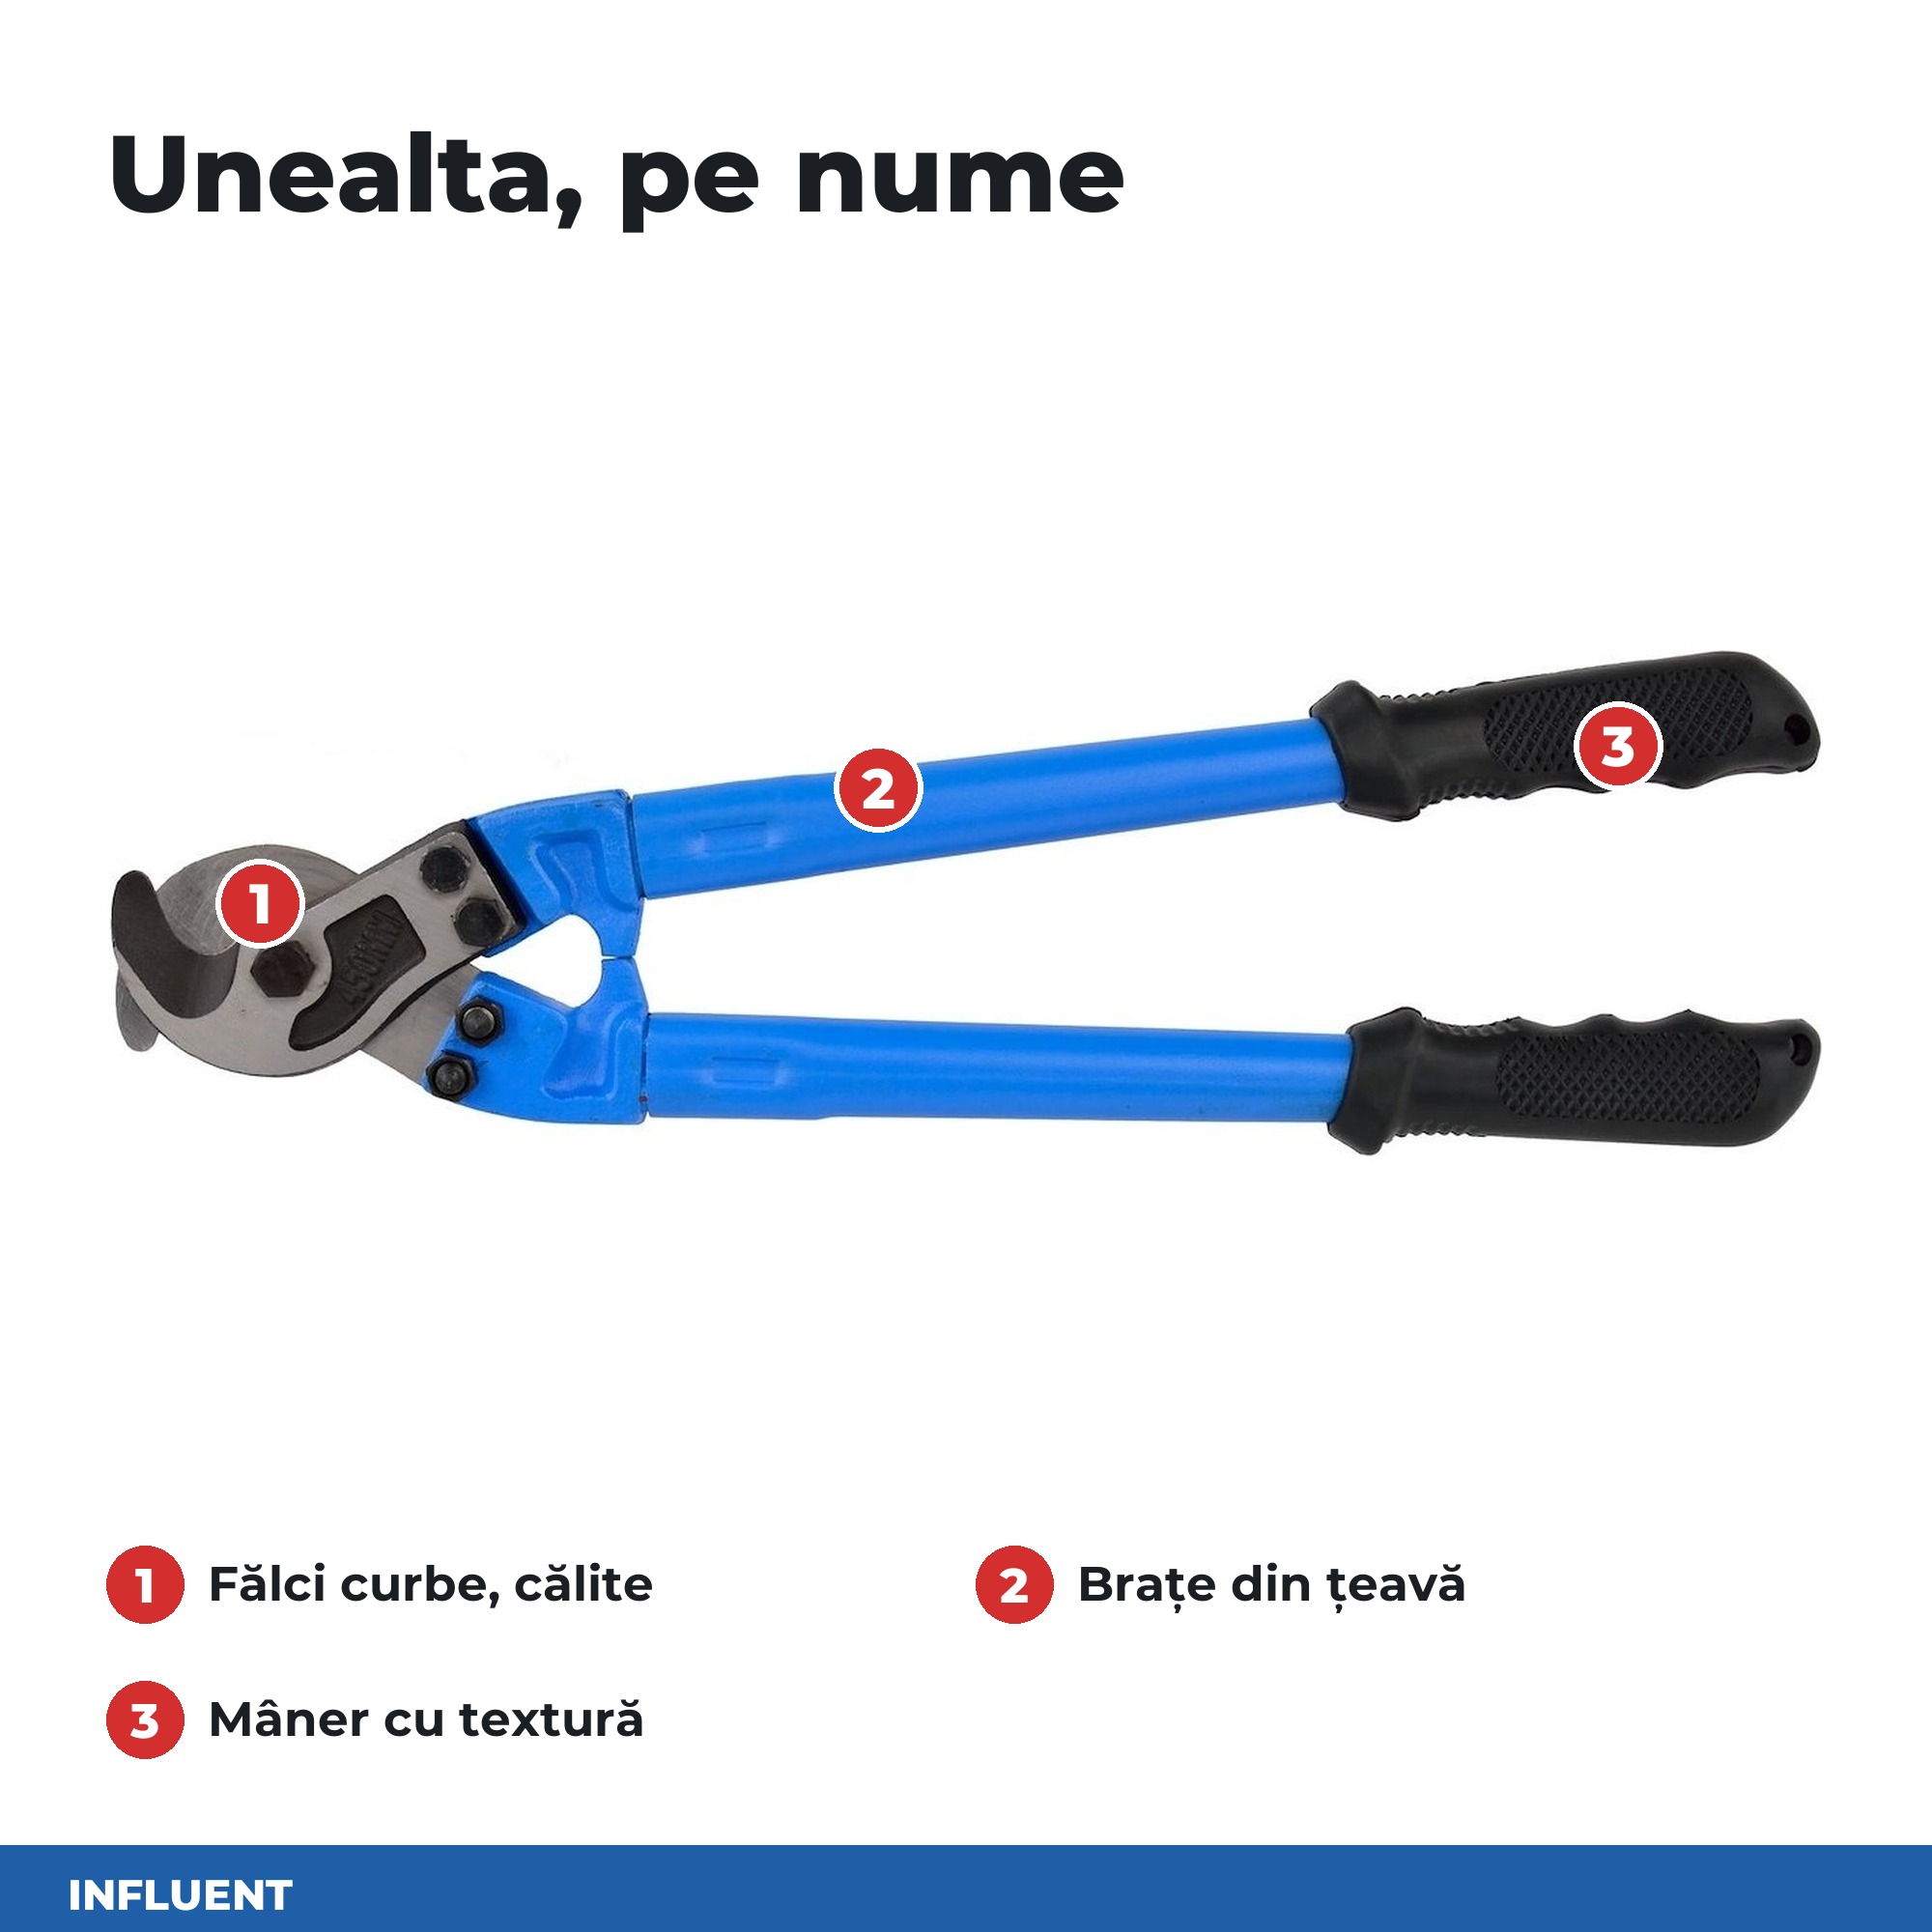 Unealta, pe nume
2
3
1
450MM
1 Fălci curbe, călite
2 Brațe din țeavă
3 Mâner cu textură
INFLUENT